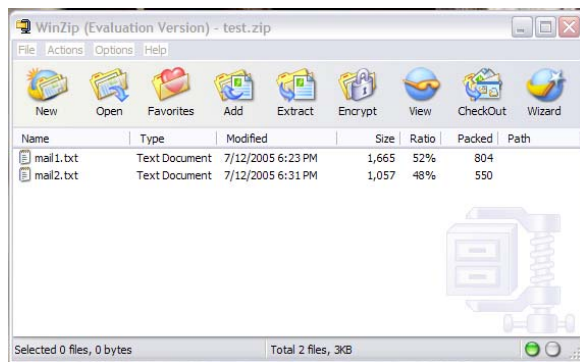 WinZip (Evaluation Version) - test.zip
File Actions Options Help
New Open Favorites Add Extract Encrypt View CheckOut Wizard
Name Type Modified Size Ratio Packed Path
mail1.txt Text Document 7/12/2005 6:23 PM 1,665 52% 804
mail2.txt Text Document 7/12/2005 6:31 PM 1,057 48% 550
Selected 0 files, 0 bytes Total 2 files, 3KB